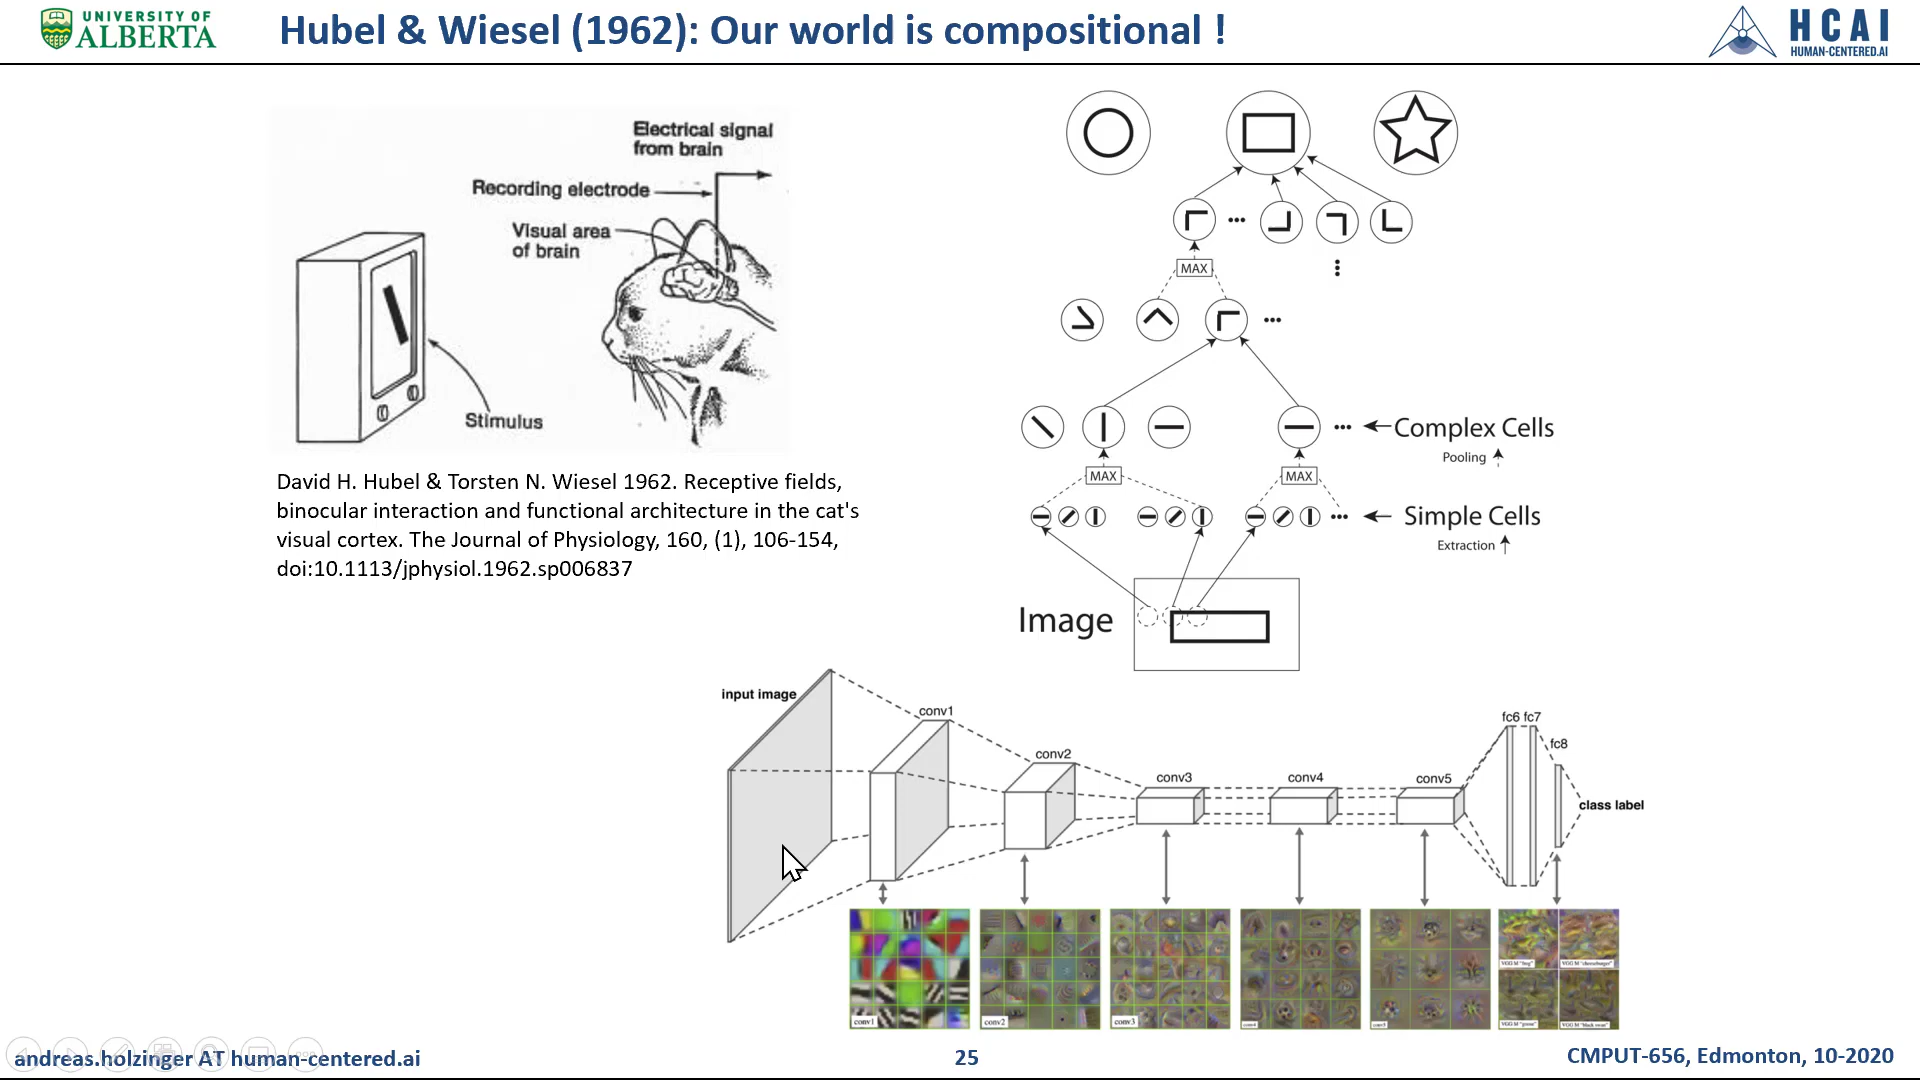 UNIVERSITY OF
ALBERTA
Hubel & Wiesel (1962): Our world is compositional !
HCAI
HUMAN-CENTERED.AI
Electrical signal
from brain
Recording electrode
Visual area
of brain
Stimulus
David H. Hubel & Torsten N. Wiesel 1962. Receptive fields,
binocular interaction and functional architecture in the cat's
visual cortex. The Journal of Physiology, 160, (1), 106-154,
doi:10.1113/jphysiol.1962.sp006837
MAX
Complex Cells
Pooling
MAX
MAX
Simple Cells
Extraction
Image
input image
conv1
conv2
conv3
conv4
conv5
fc6 fc7
fc8
class label
conv1
conv2
conv3
conv4
conv5
VGG M "frog"
VGG M "cheeseburger"
VGG M "goose"
VGG M "black swan"
andreas.holzinger AT human-centered.ai
25
CMPUT-656, Edmonton, 10-2020